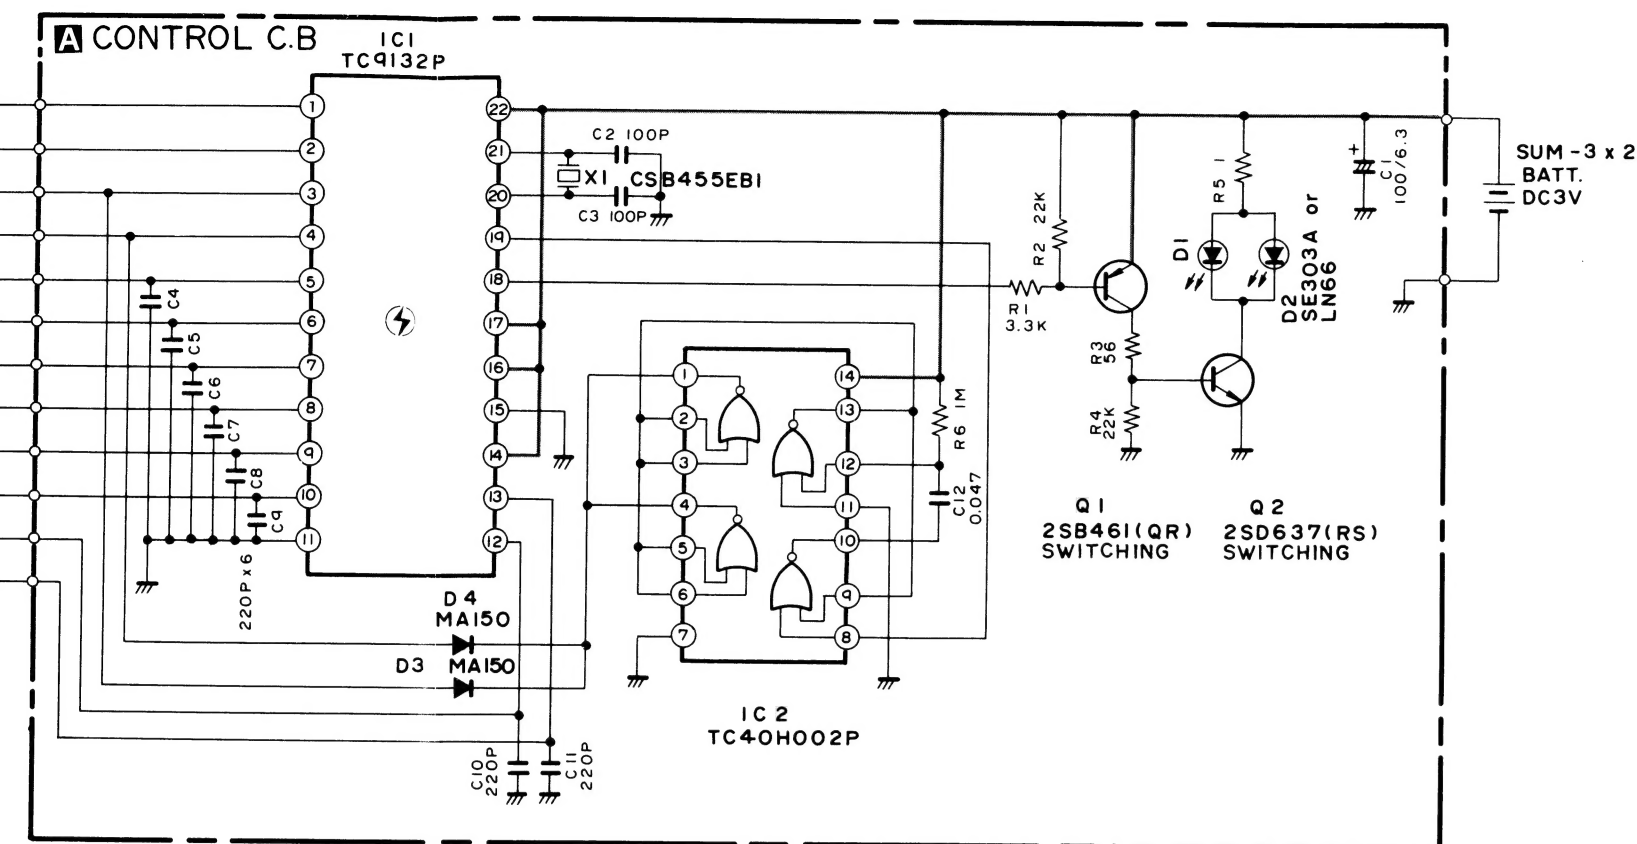 A CONTROL C.B
IC1
TC9132P
1
2
3
4
5
6
7
8
9
10
11
22
21
20
19
18
17
16
15
14
13
12
C2 100P
X1 CSB455EB1
C3 100P
C4
C5
C6
C7
C8
C9
220P x 6
D4
MA150
D3 MA150
C10
220P
C11
220P
1
2
3
4
5
6
7
14
13
12
11
10
9
8
IC2
TC40H002P
R6 1M
C12
0.047
R1
3.3K
R2 22K
R3
56
R4
22K
R5 1
D1
D2
SE303A or
LN66
+
C1
100/6.3
SUM-3 x 2
BATT.
DC3V
Q1
2SB461(QR)
SWITCHING
Q2
2SD637(RS)
SWITCHING